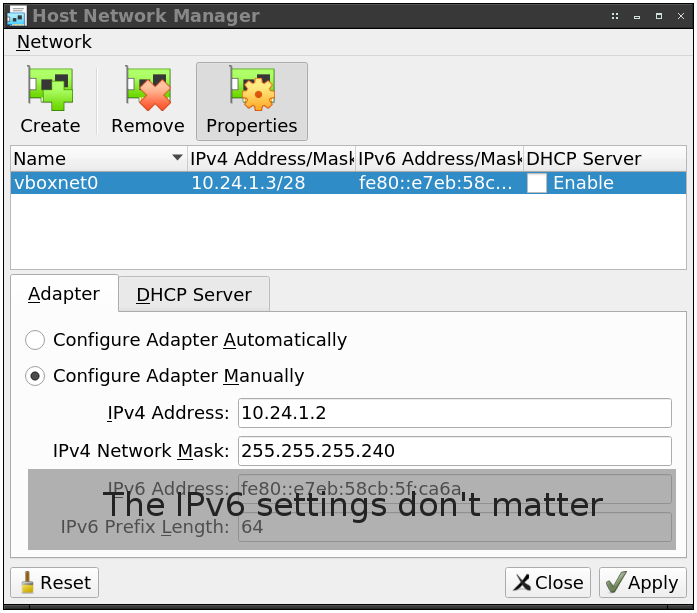 Host Network Manager
Network
Create Remove Properties
Name IPv4 Address/Mask IPv6 Address/Mask DHCP Server
vboxnet0 10.24.1.3/28 fe80::e7eb:58c... Enable
Adapter DHCP Server
Configure Adapter Automatically
Configure Adapter Manually
IPv4 Address: 10.24.1.2
IPv4 Network Mask: 255.255.255.240
IPv6 Address: fe80::e7eb:58cb:5f:ca6a
The IPv6 settings don't matter
IPv6 Prefix Length: 64
Reset Close Apply